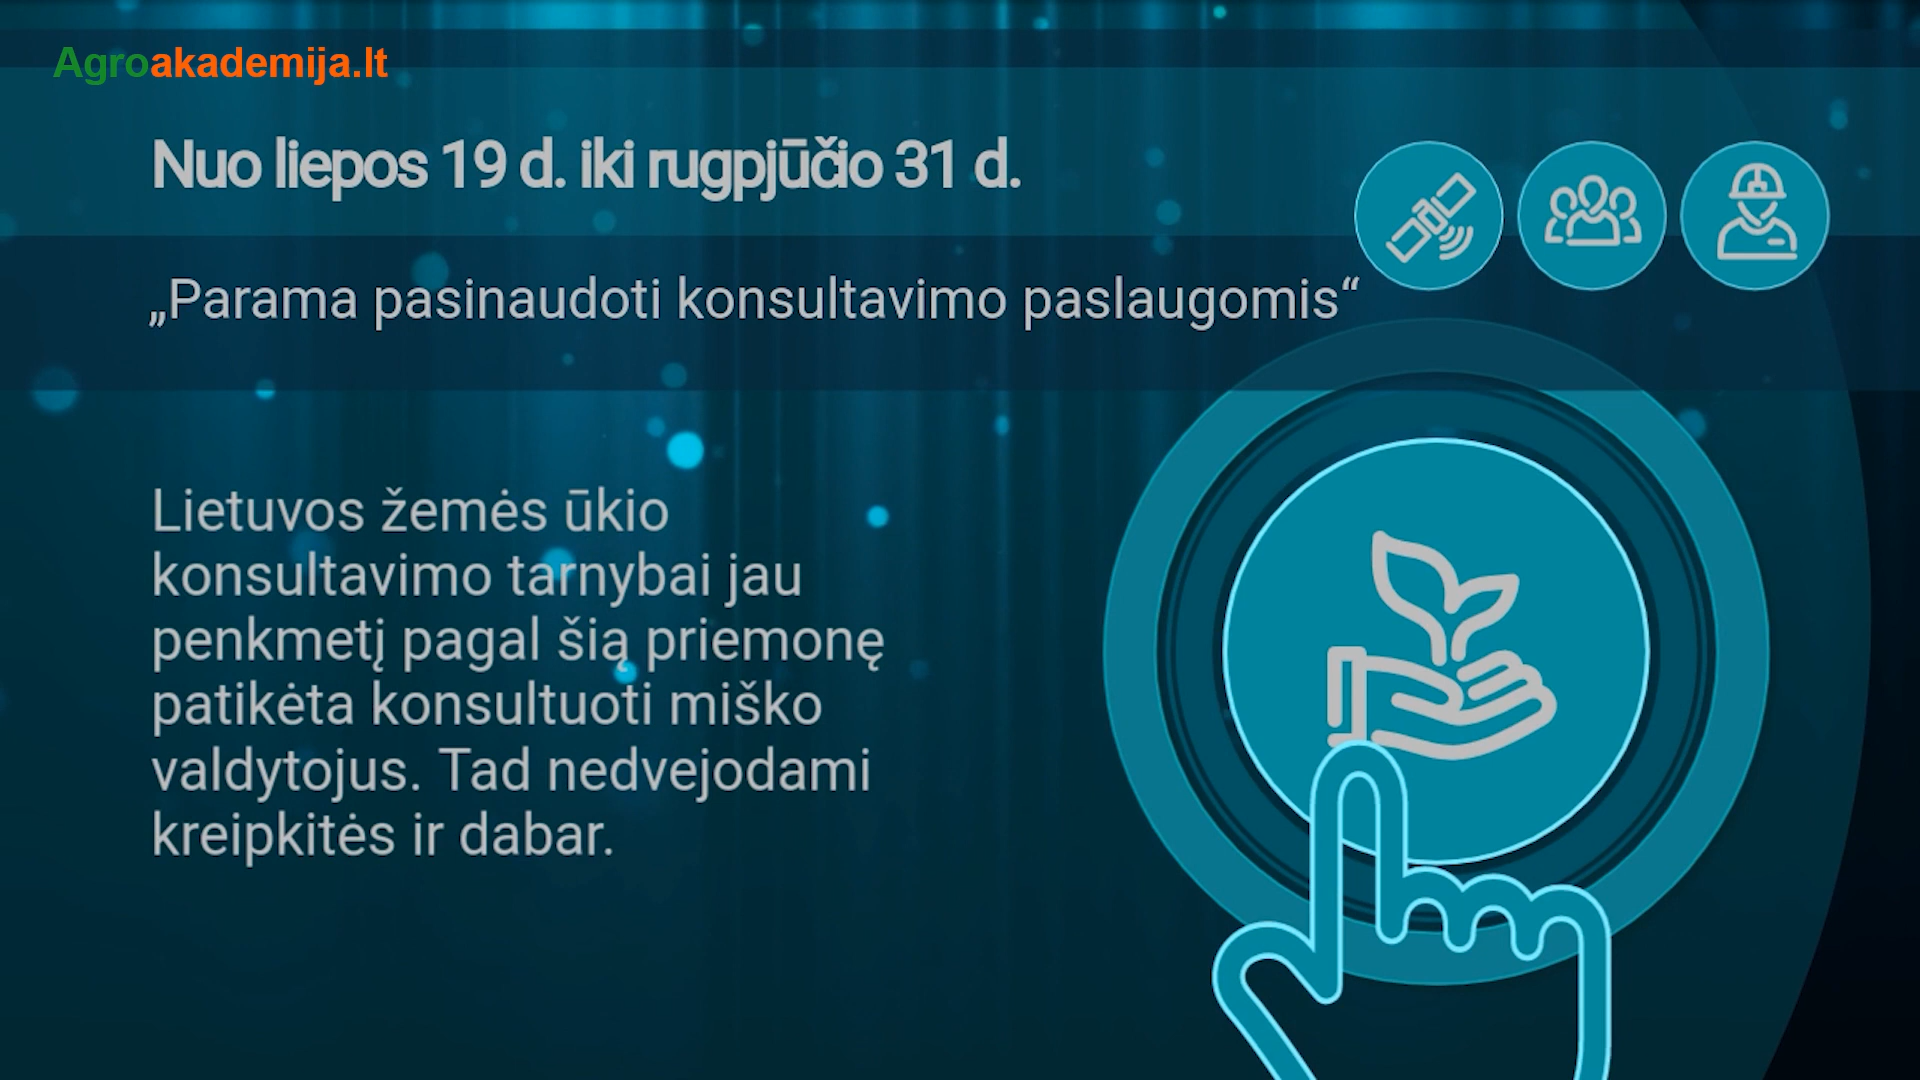 Agroakademija.lt
Nuo liepos 19 d. iki rugpjūčio 31 d.
„Parama pasinaudoti konsultavimo paslaugomis“
Lietuvos žemės ūkio
konsultavimo tarnybai jau
penkmetį pagal šią priemonę
patikėta konsultuoti miško
valdytojus. Tad nedvejodami
kreipkitės ir dabar.